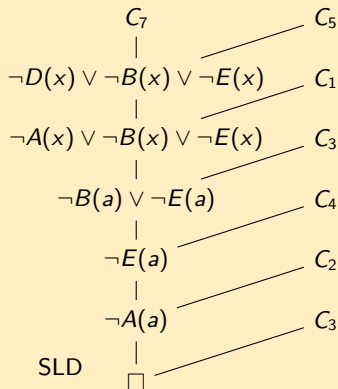 C₇ C₅
¬D(x) ∨ ¬B(x) ∨ ¬E(x)
C₁
¬A(x) ∨ ¬B(x) ∨ ¬E(x)
C₃
¬B(a) ∨ ¬E(a)
C₄
¬E(a)
C₂
¬A(a)
SLD □ C₃